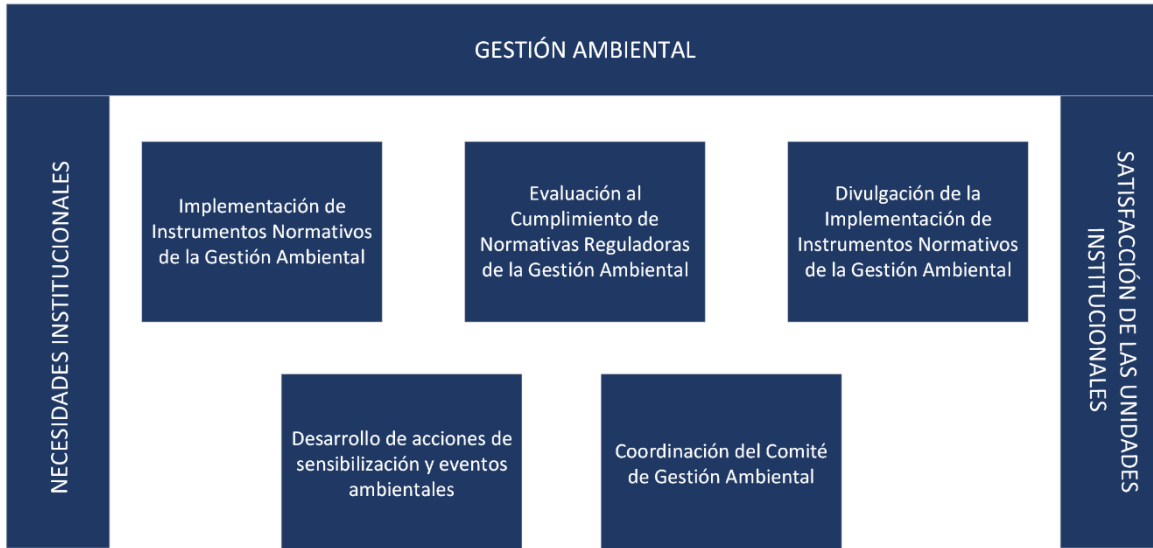 GESTIÓN AMBIENTAL
NECESIDADES INSTITUCIONALES
Implementación de
Instrumentos Normativos
de la Gestión Ambiental
Evaluación al
Cumplimiento de
Normativas Reguladoras
de la Gestión Ambiental
Divulgación de la
Implementación de
Instrumentos Normativos
de la Gestión Ambiental
Desarrollo de acciones de
sensibilización y eventos
ambientales
Coordinación del Comité
de Gestión Ambiental
SATISFACCIÓN DE LAS UNIDADES
INSTITUCIONALES